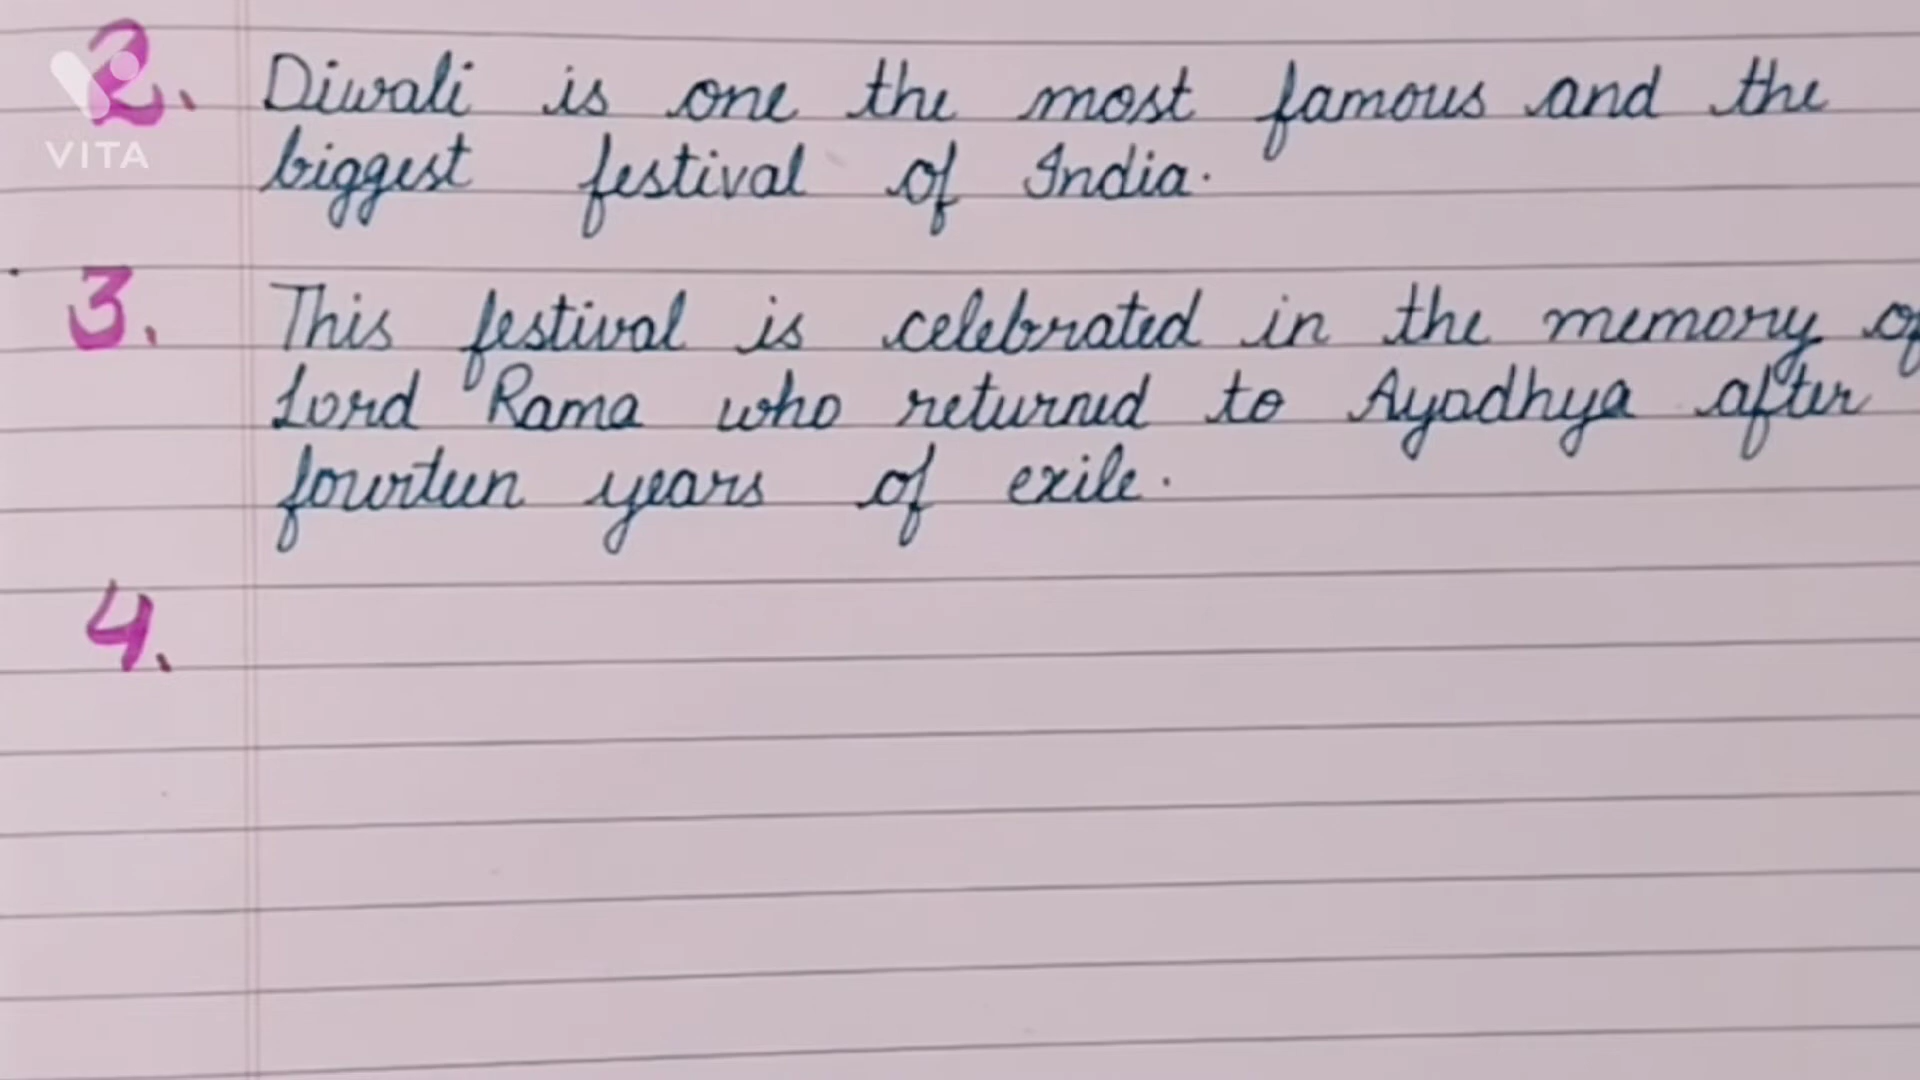 2. Diwali is one the most famous and the
VITA
biggest festival of India.
3. This festival is celebrated in the memory of
Lord Rama who returned to Ayodhya after
fourteen years of exile.
4.